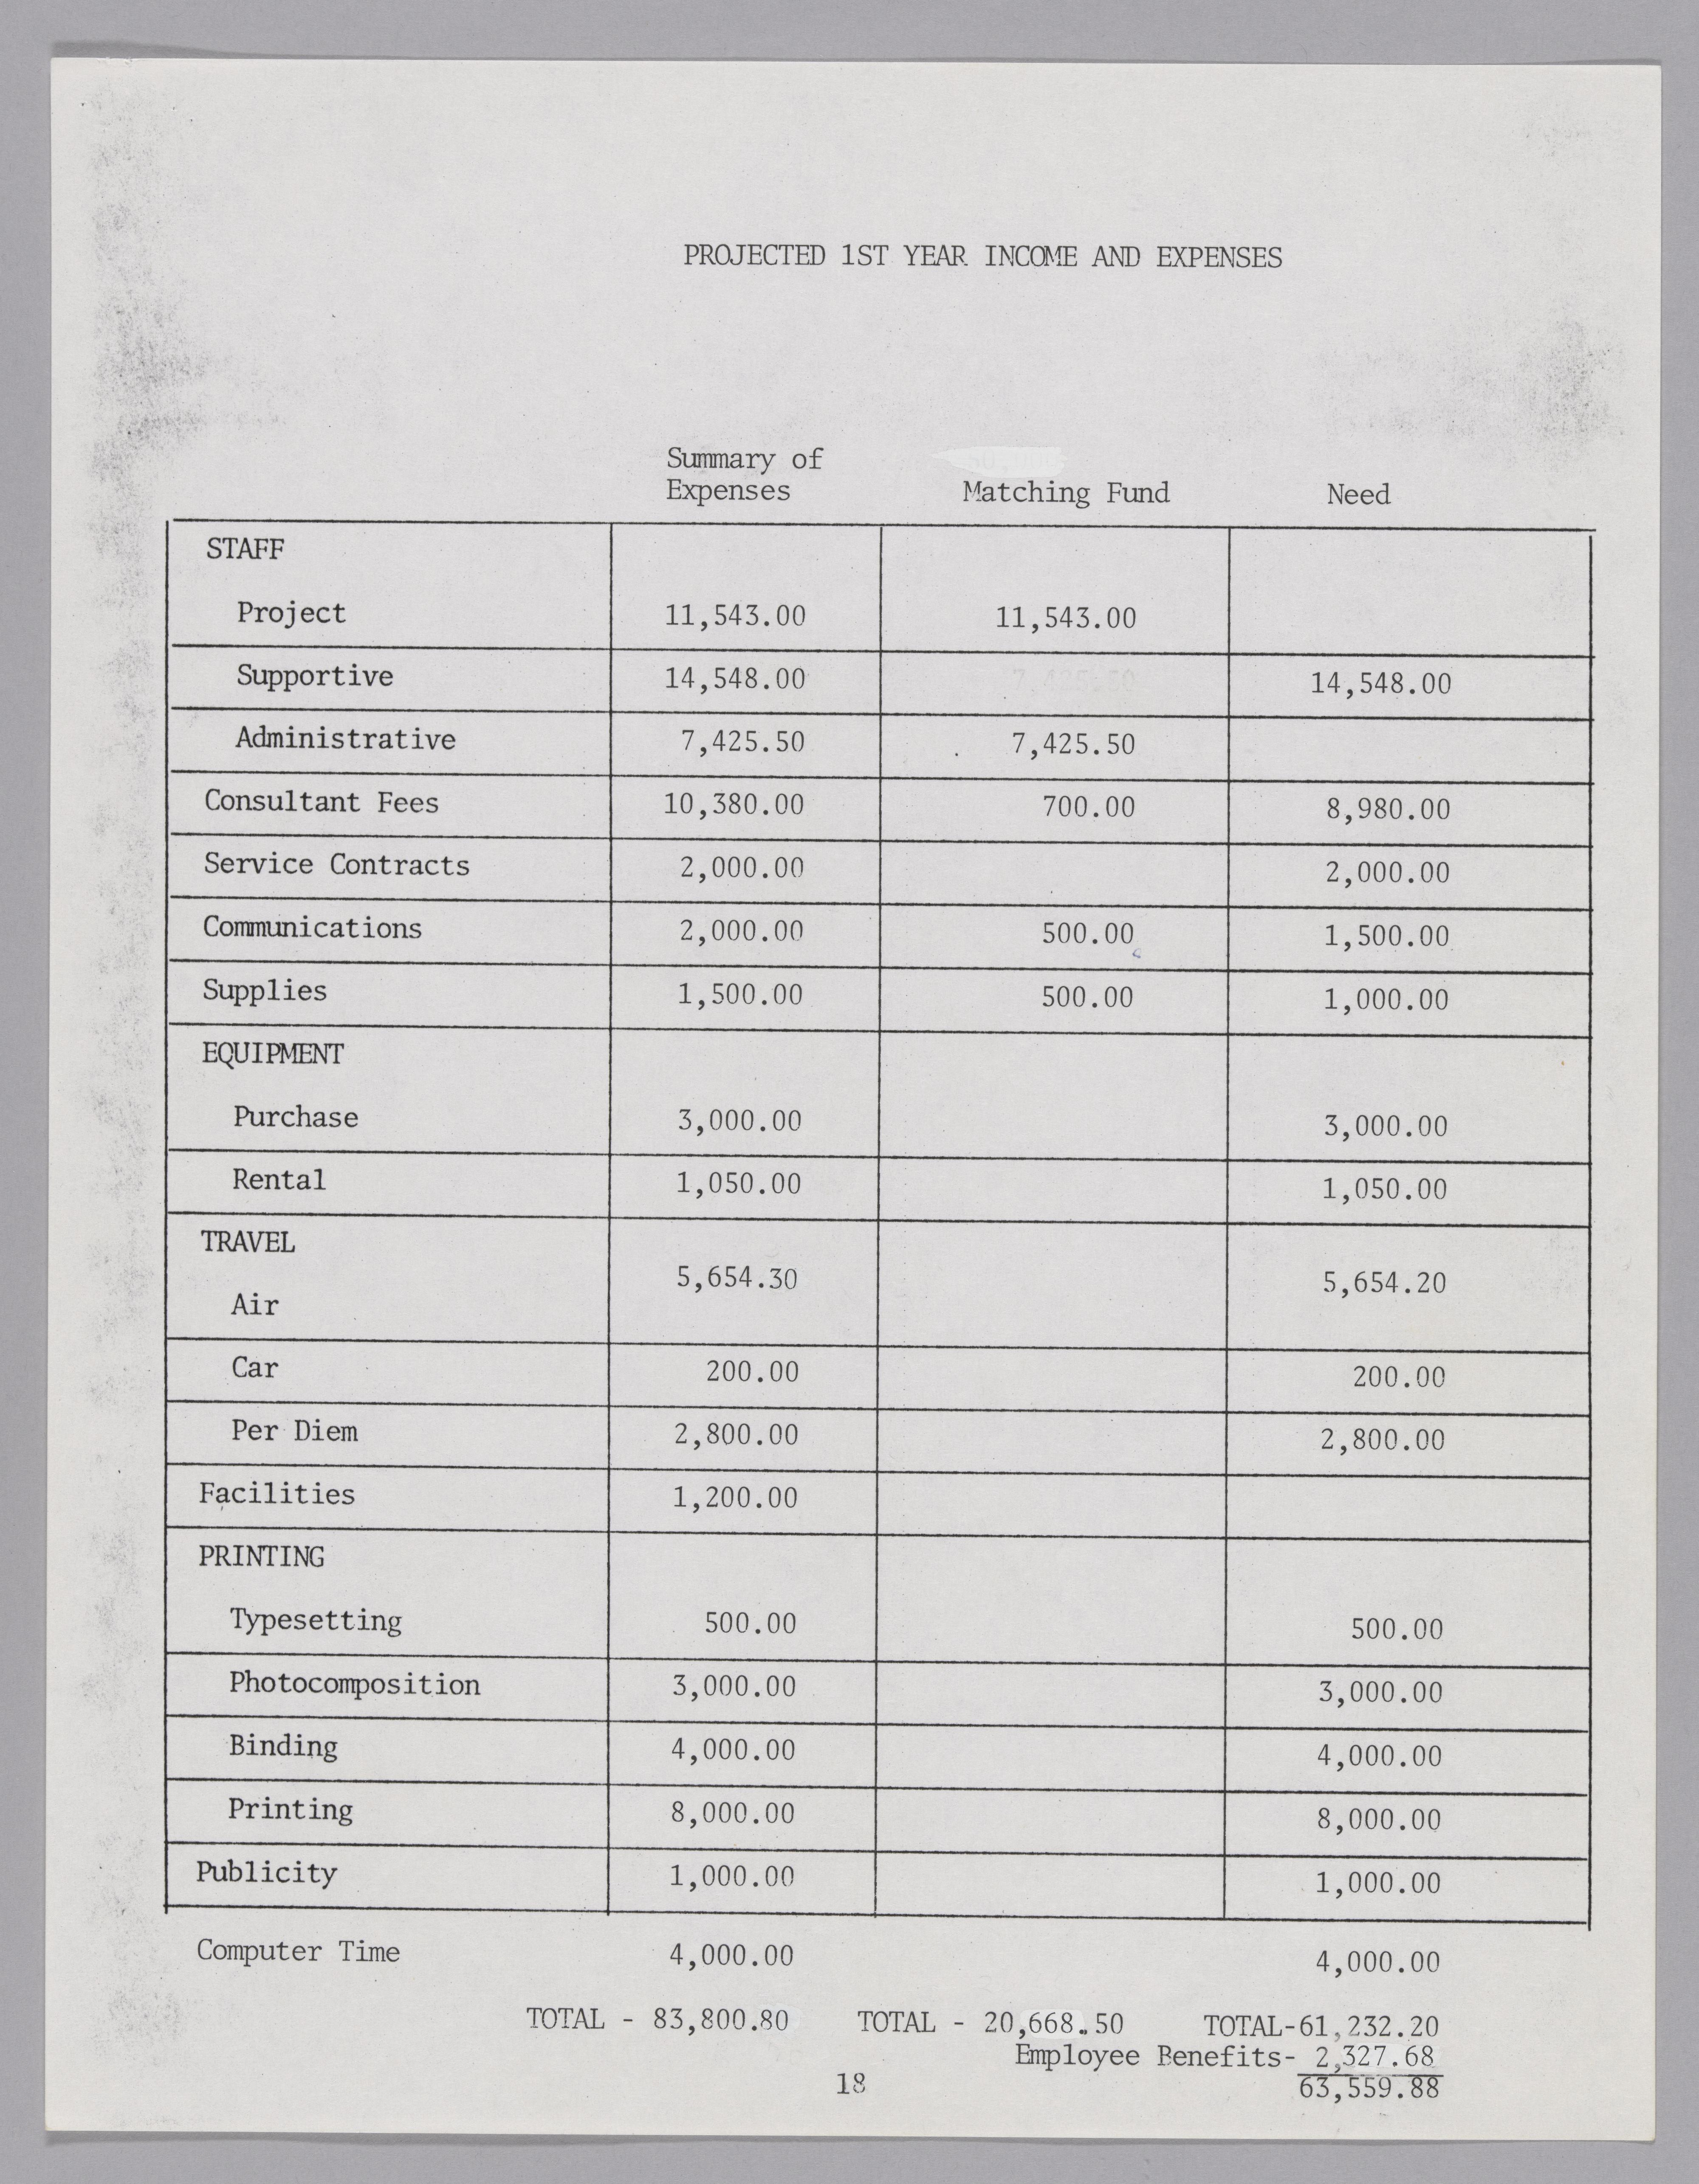 PROJECTED 1ST YEAR INCOME AND EXPENSES
Summary of
Expenses Matching Fund Need
STAFF
Project 11,543.00 11,543.00
Supportive 14,548.00 7,425.50 14,548.00
Administrative 7,425.50 7,425.50
Consultant Fees 10,380.00 700.00 8,980.00
Service Contracts 2,000.00 2,000.00
Communications 2,000.00 500.00 1,500.00
Supplies 1,500.00 500.00 1,000.00
EQUIPMENT
Purchase 3,000.00 3,000.00
Rental 1,050.00 1,050.00
TRAVEL
5,654.30 5,654.20
Air
Car 200.00 200.00
Per Diem 2,800.00 2,800.00
Facilities 1,200.00
PRINTING
Typesetting 500.00 500.00
Photocomposition 3,000.00 3,000.00
Binding 4,000.00 4,000.00
Printing 8,000.00 8,000.00
Publicity 1,000.00 1,000.00
Computer Time 4,000.00 4,000.00
TOTAL - 83,800.80 TOTAL - 20,668.50 TOTAL-61,232.20
Employee Benefits- 2,327.68
18 63,559.88